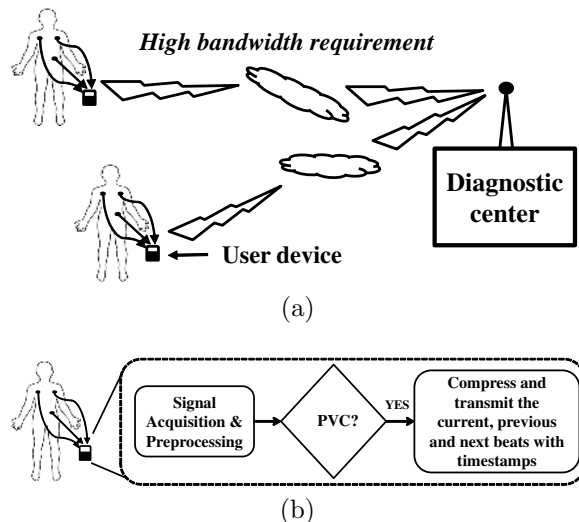 High bandwidth requirement
Diagnostic
center
User device
(a)
Signal
Acquisition &
Preprocessing
PVC?
YES
Compress and
transmit the
current, previous
and next beats with
timestamps
(b)